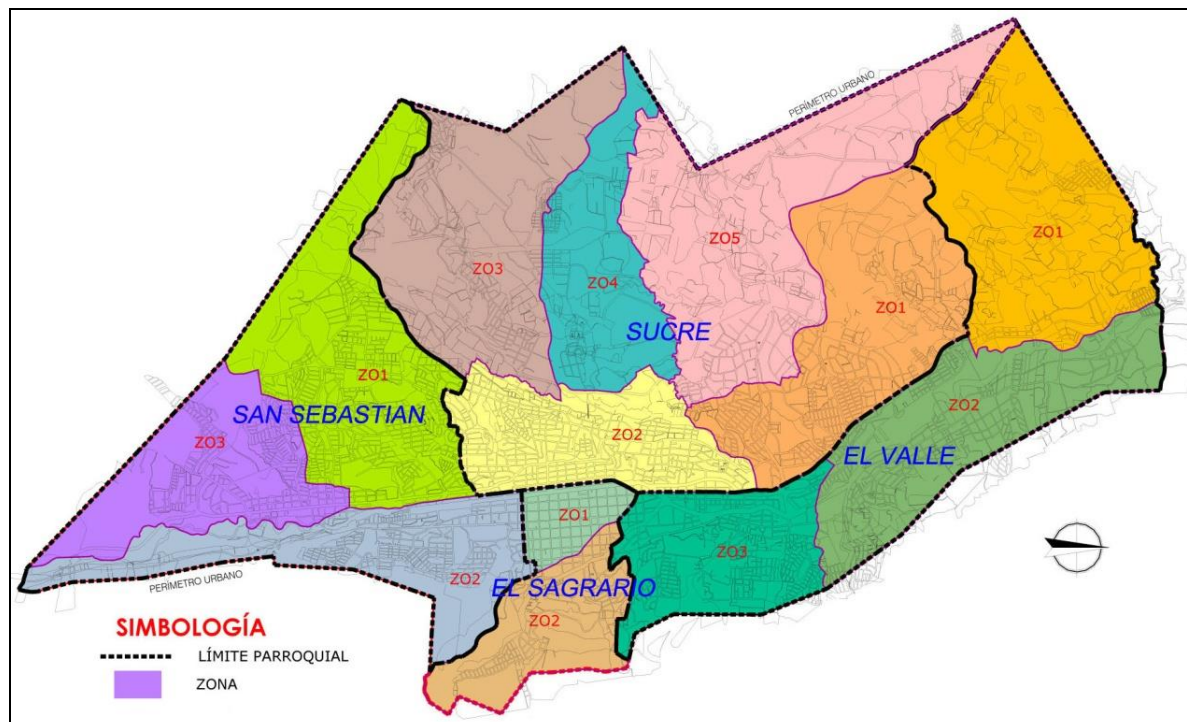 PERÍMETRO URBANO
ZO5
ZO1
ZO3
ZO4
ZO1
SUCRE
ZO1
SAN SEBASTIAN
ZO2
ZO3
ZO2
EL VALLE
ZO1
ZO3
ZO2
PERÍMETRO URBANO
EL SAGRARIO
ZO2
SIMBOLOGÍA
LÍMITE PARROQUIAL
ZONA